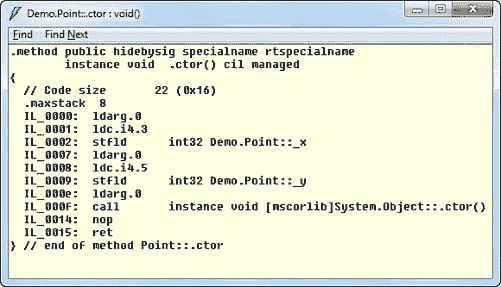 Demo.Point::.ctor : void()
Find Find Next
.method public hidebysig specialname rtspecialname
        instance void  .ctor() cil managed
{
  // Code size       22 (0x16)
  .maxstack  8
  IL_0000:  ldarg.0
  IL_0001:  ldc.i4.3
  IL_0002:  stfld      int32 Demo.Point::_x
  IL_0007:  ldarg.0
  IL_0008:  ldc.i4.5
  IL_0009:  stfld      int32 Demo.Point::_y
  IL_000e:  ldarg.0
  IL_000f:  call       instance void [mscorlib]System.Object::.ctor()
  IL_0014:  nop
  IL_0015:  ret
} // end of method Point::.ctor